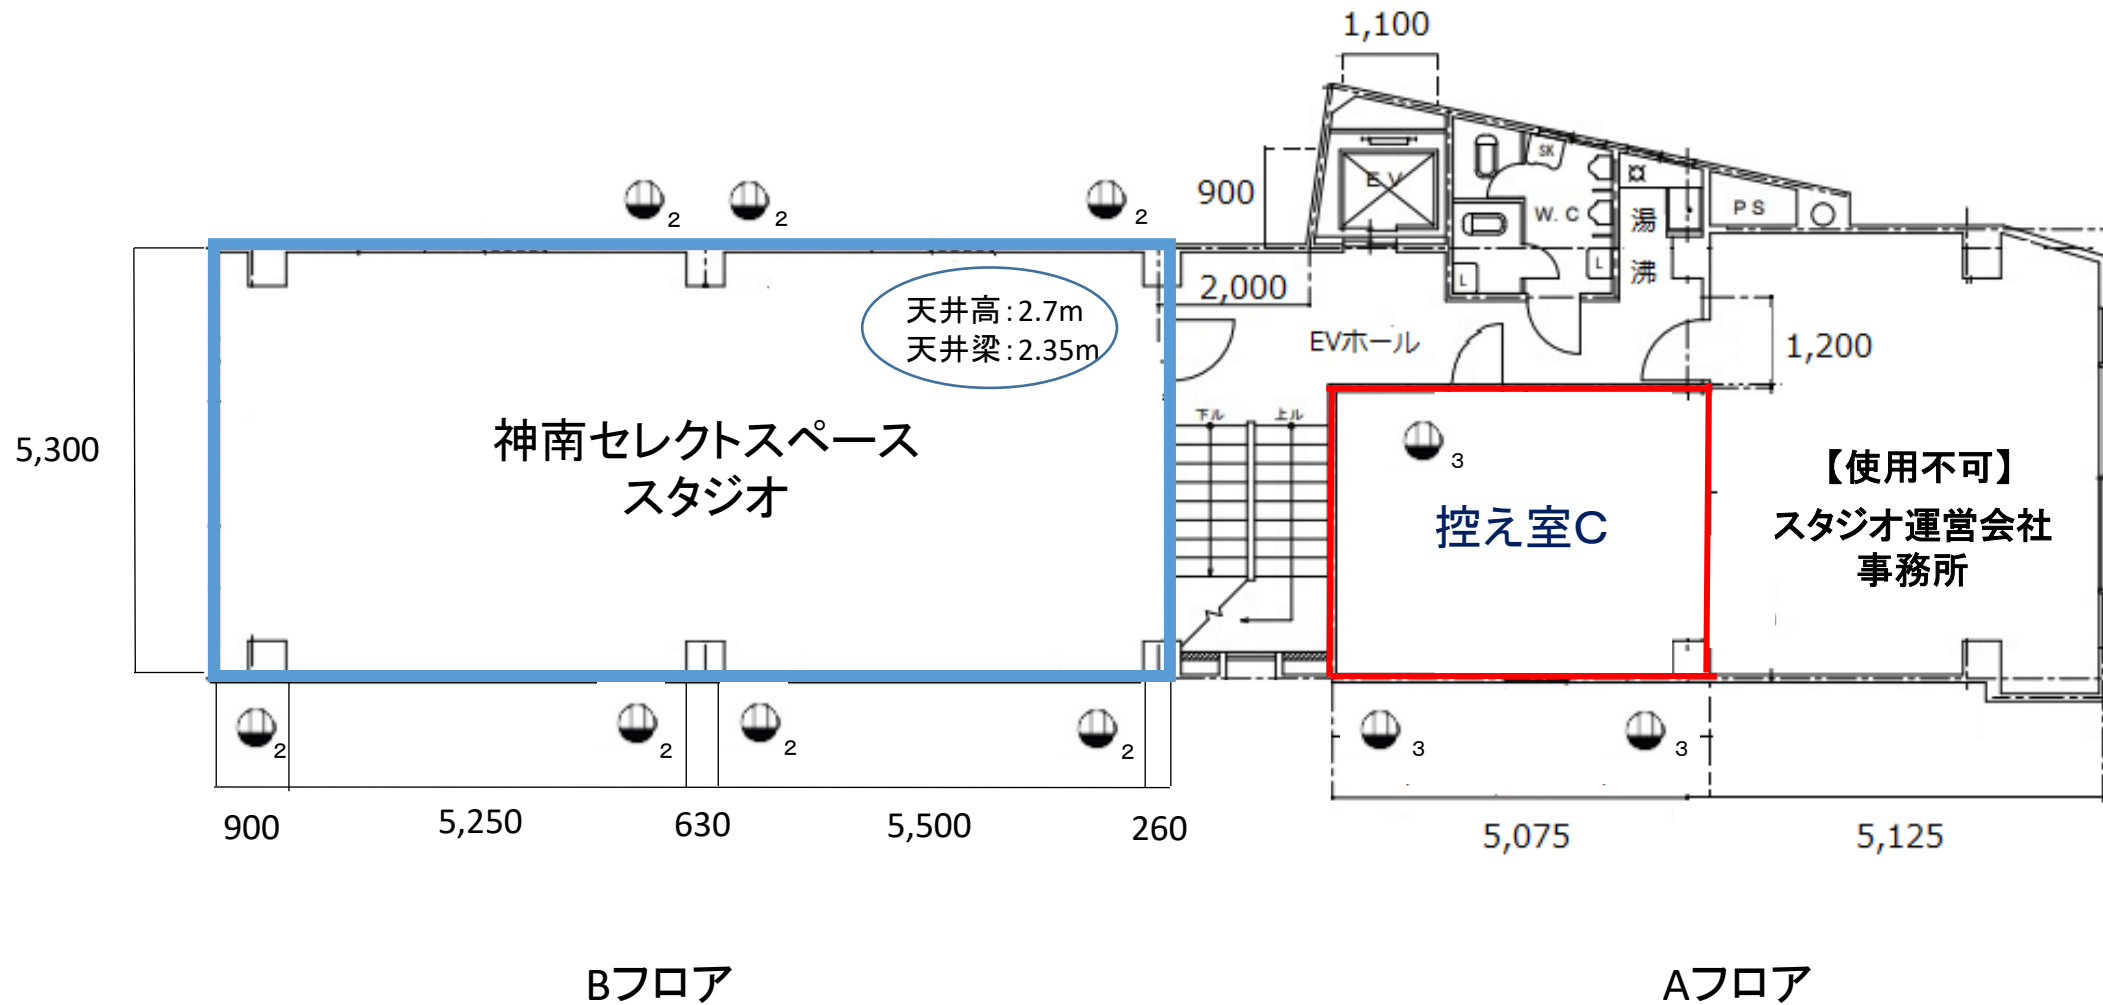 1,100
SK
EV
900
W.C
湯
沸
PS
2
2
2
天井高:2.7m
天井梁:2.35m
2,000
L
L
EVホール
1,200
下ル
上ル
5,300
神南セレクトスペース
スタジオ
3
控え室C
【使用不可】
スタジオ運営会社
事務所
2
2
2
2
3
3
900
5,250
630
5,500
260
5,075
5,125
Bフロア
Aフロア